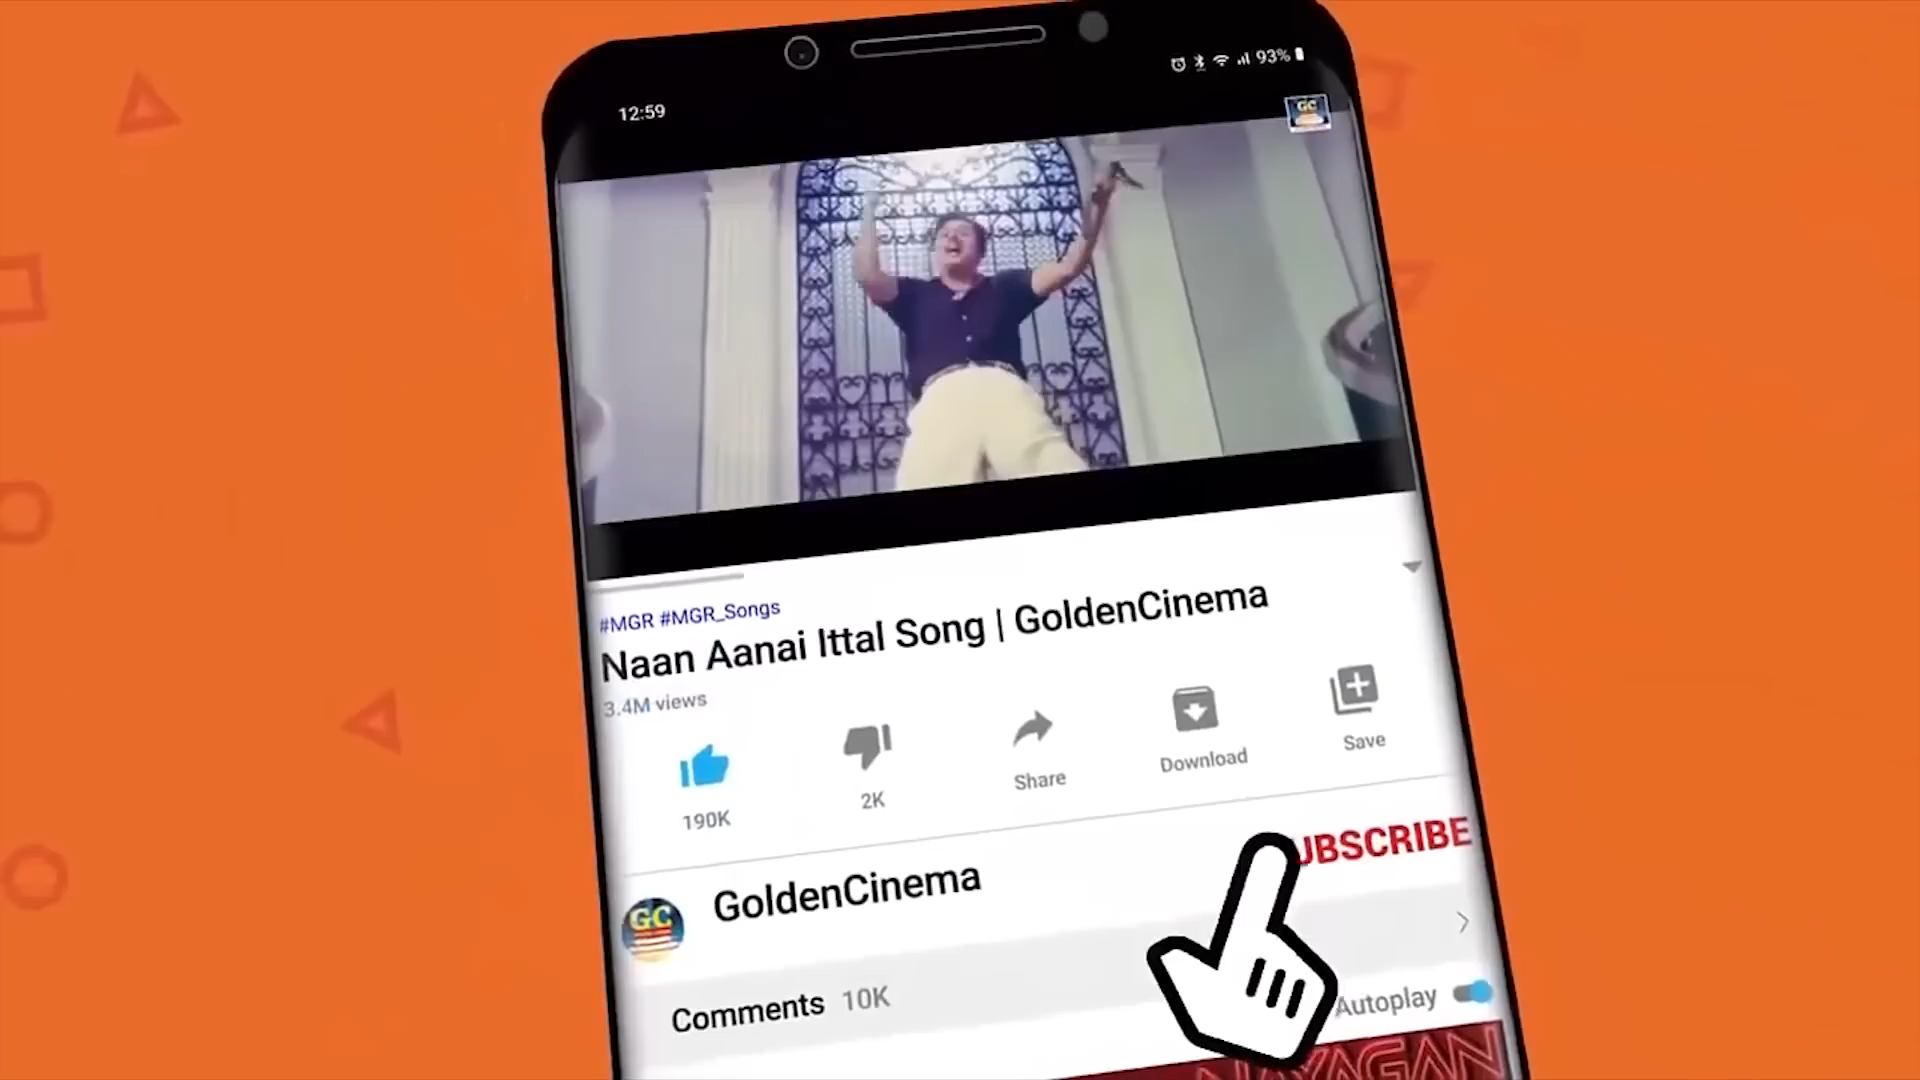 93%
12:59
GC
#MGR #MGR_Songs
Naan Aanai Ittal Song | GoldenCinema
3.4M views
190K
2K
Share
Download
Save
GoldenCinema
UBSCRIBE
GC
Comments 10K
Autoplay
NAYAGAN